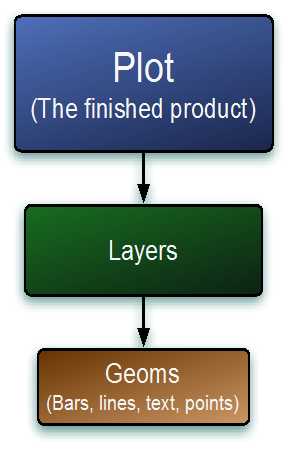 Plot
(The finished product)
Layers
Geoms
(Bars, lines, text, points)